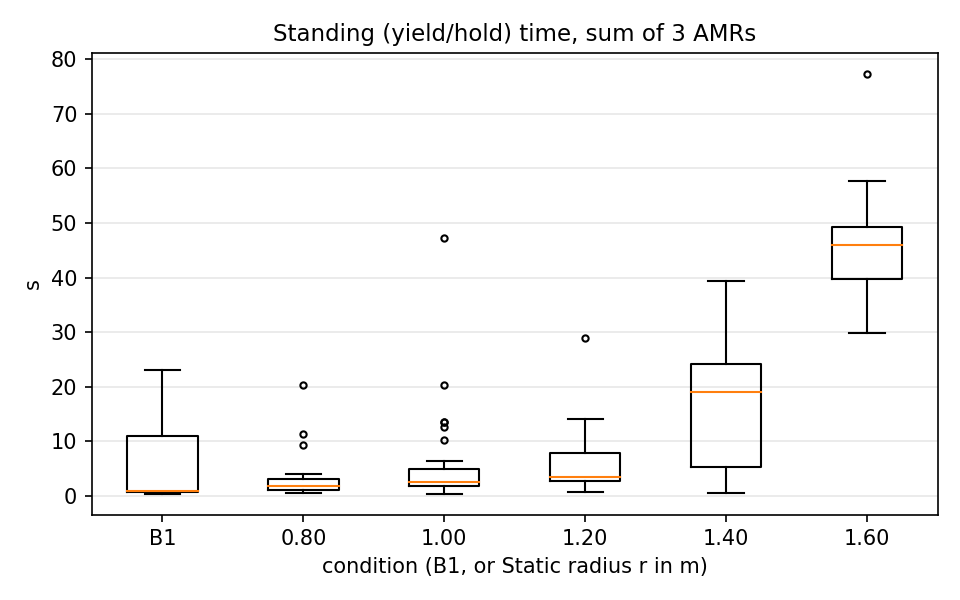 Standing (yield/hold) time, sum of 3 AMRs
80
70
60
50
40
30
20
10
0
s
B1 0.80 1.00 1.20 1.40 1.60
condition (B1, or Static radius r in m)